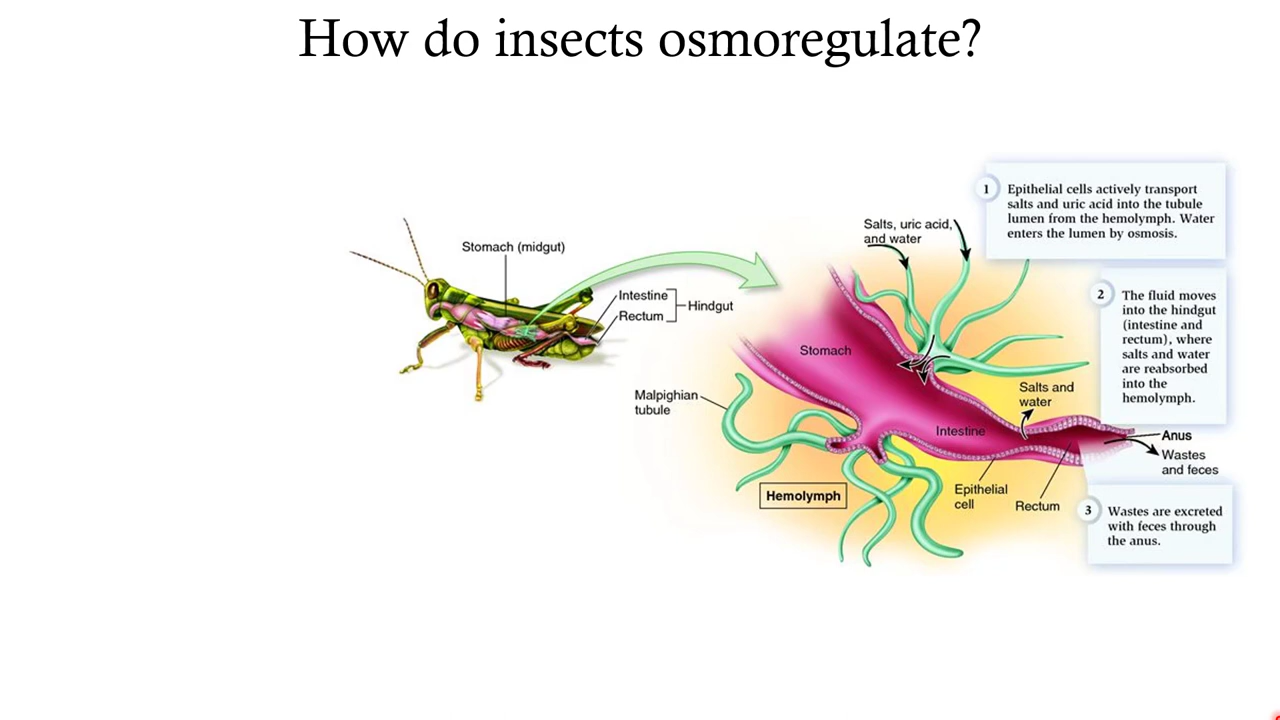 How do insects osmoregulate?
Stomach (midgut)
Intestine
Rectum
Hindgut
Salts, uric acid,
and water
1
Epithelial cells actively transport
salts and uric acid into the tubule
lumen from the hemolymph. Water
enters the lumen by osmosis.
2
The fluid moves
into the hindgut
(intestine and
rectum), where
salts and water
are reabsorbed
into the
hemolymph.
Stomach
Malpighian
tubule
Salts and
water
Intestine
Anus
Wastes
and feces
Hemolymph
Epithelial
cell
Rectum
3
Wastes are excreted
with feces through
the anus.